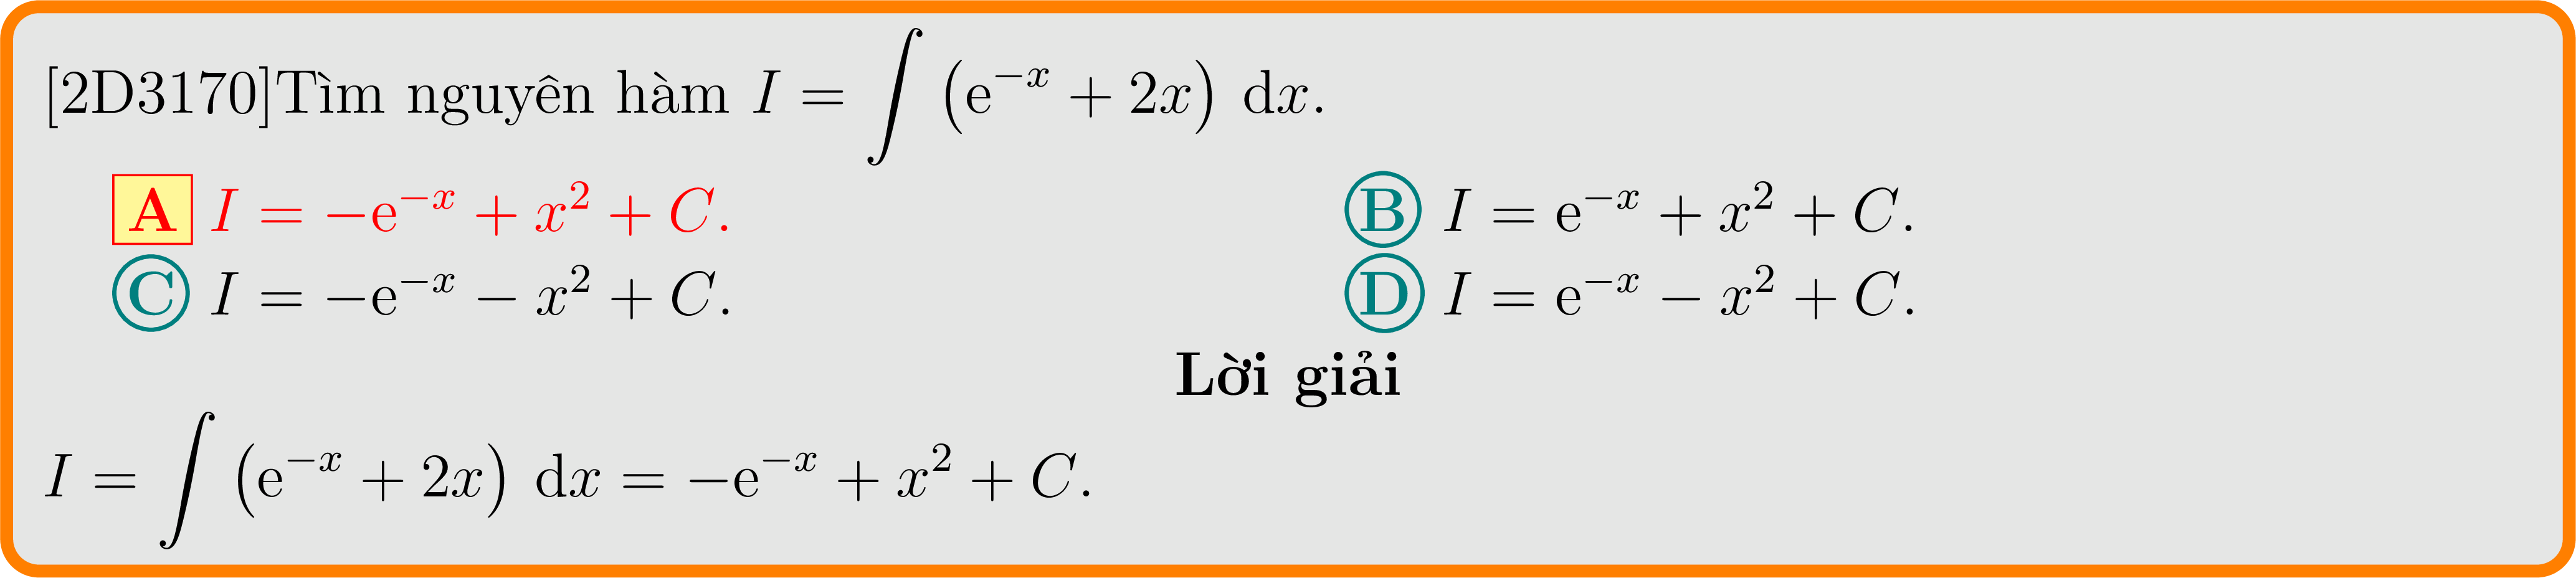 [2D3170]Tìm nguyên hàm $I = \int \left(\mathrm{e}^{-x} + 2x\right) \mathrm{d}x.$
A $I = -\mathrm{e}^{-x} + x^2 + C.$ B $I = \mathrm{e}^{-x} + x^2 + C.$
C $I = -\mathrm{e}^{-x} - x^2 + C.$ D $I = \mathrm{e}^{-x} - x^2 + C.$
Lời giải
$I = \int \left(\mathrm{e}^{-x} + 2x\right) \mathrm{d}x = -\mathrm{e}^{-x} + x^2 + C.$